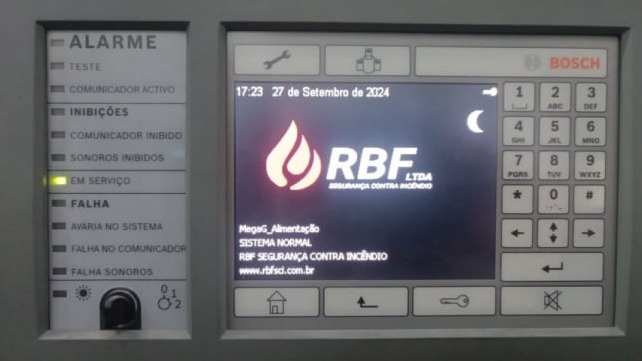 ALARME
TESTE
COMUNICADOR ACTIVO
INIBIÇÕES
COMUNICADOR INIBIDO
SONOROS INIBIDOS
EM SERVIÇO
FALHA
AVARIA NO SISTEMA
FALHA NO COMUNICADOR
FALHA SONOROS
0
1
2
BOSCH
17:23 27 de Setembro de 2024
RBF
LTDA
SEGURANÇA CONTRA INCÊNDIO
MegaG_Alimentação
SISTEMA NORMAL
RBF SEGURANÇA CONTRA INCÊNDIO
www.rbfsci.com.br
1 2 3
ABC DEF
4 5 6
GHI JKL MNO
7 8 9
PQRS TUV WXYZ
* 0 #